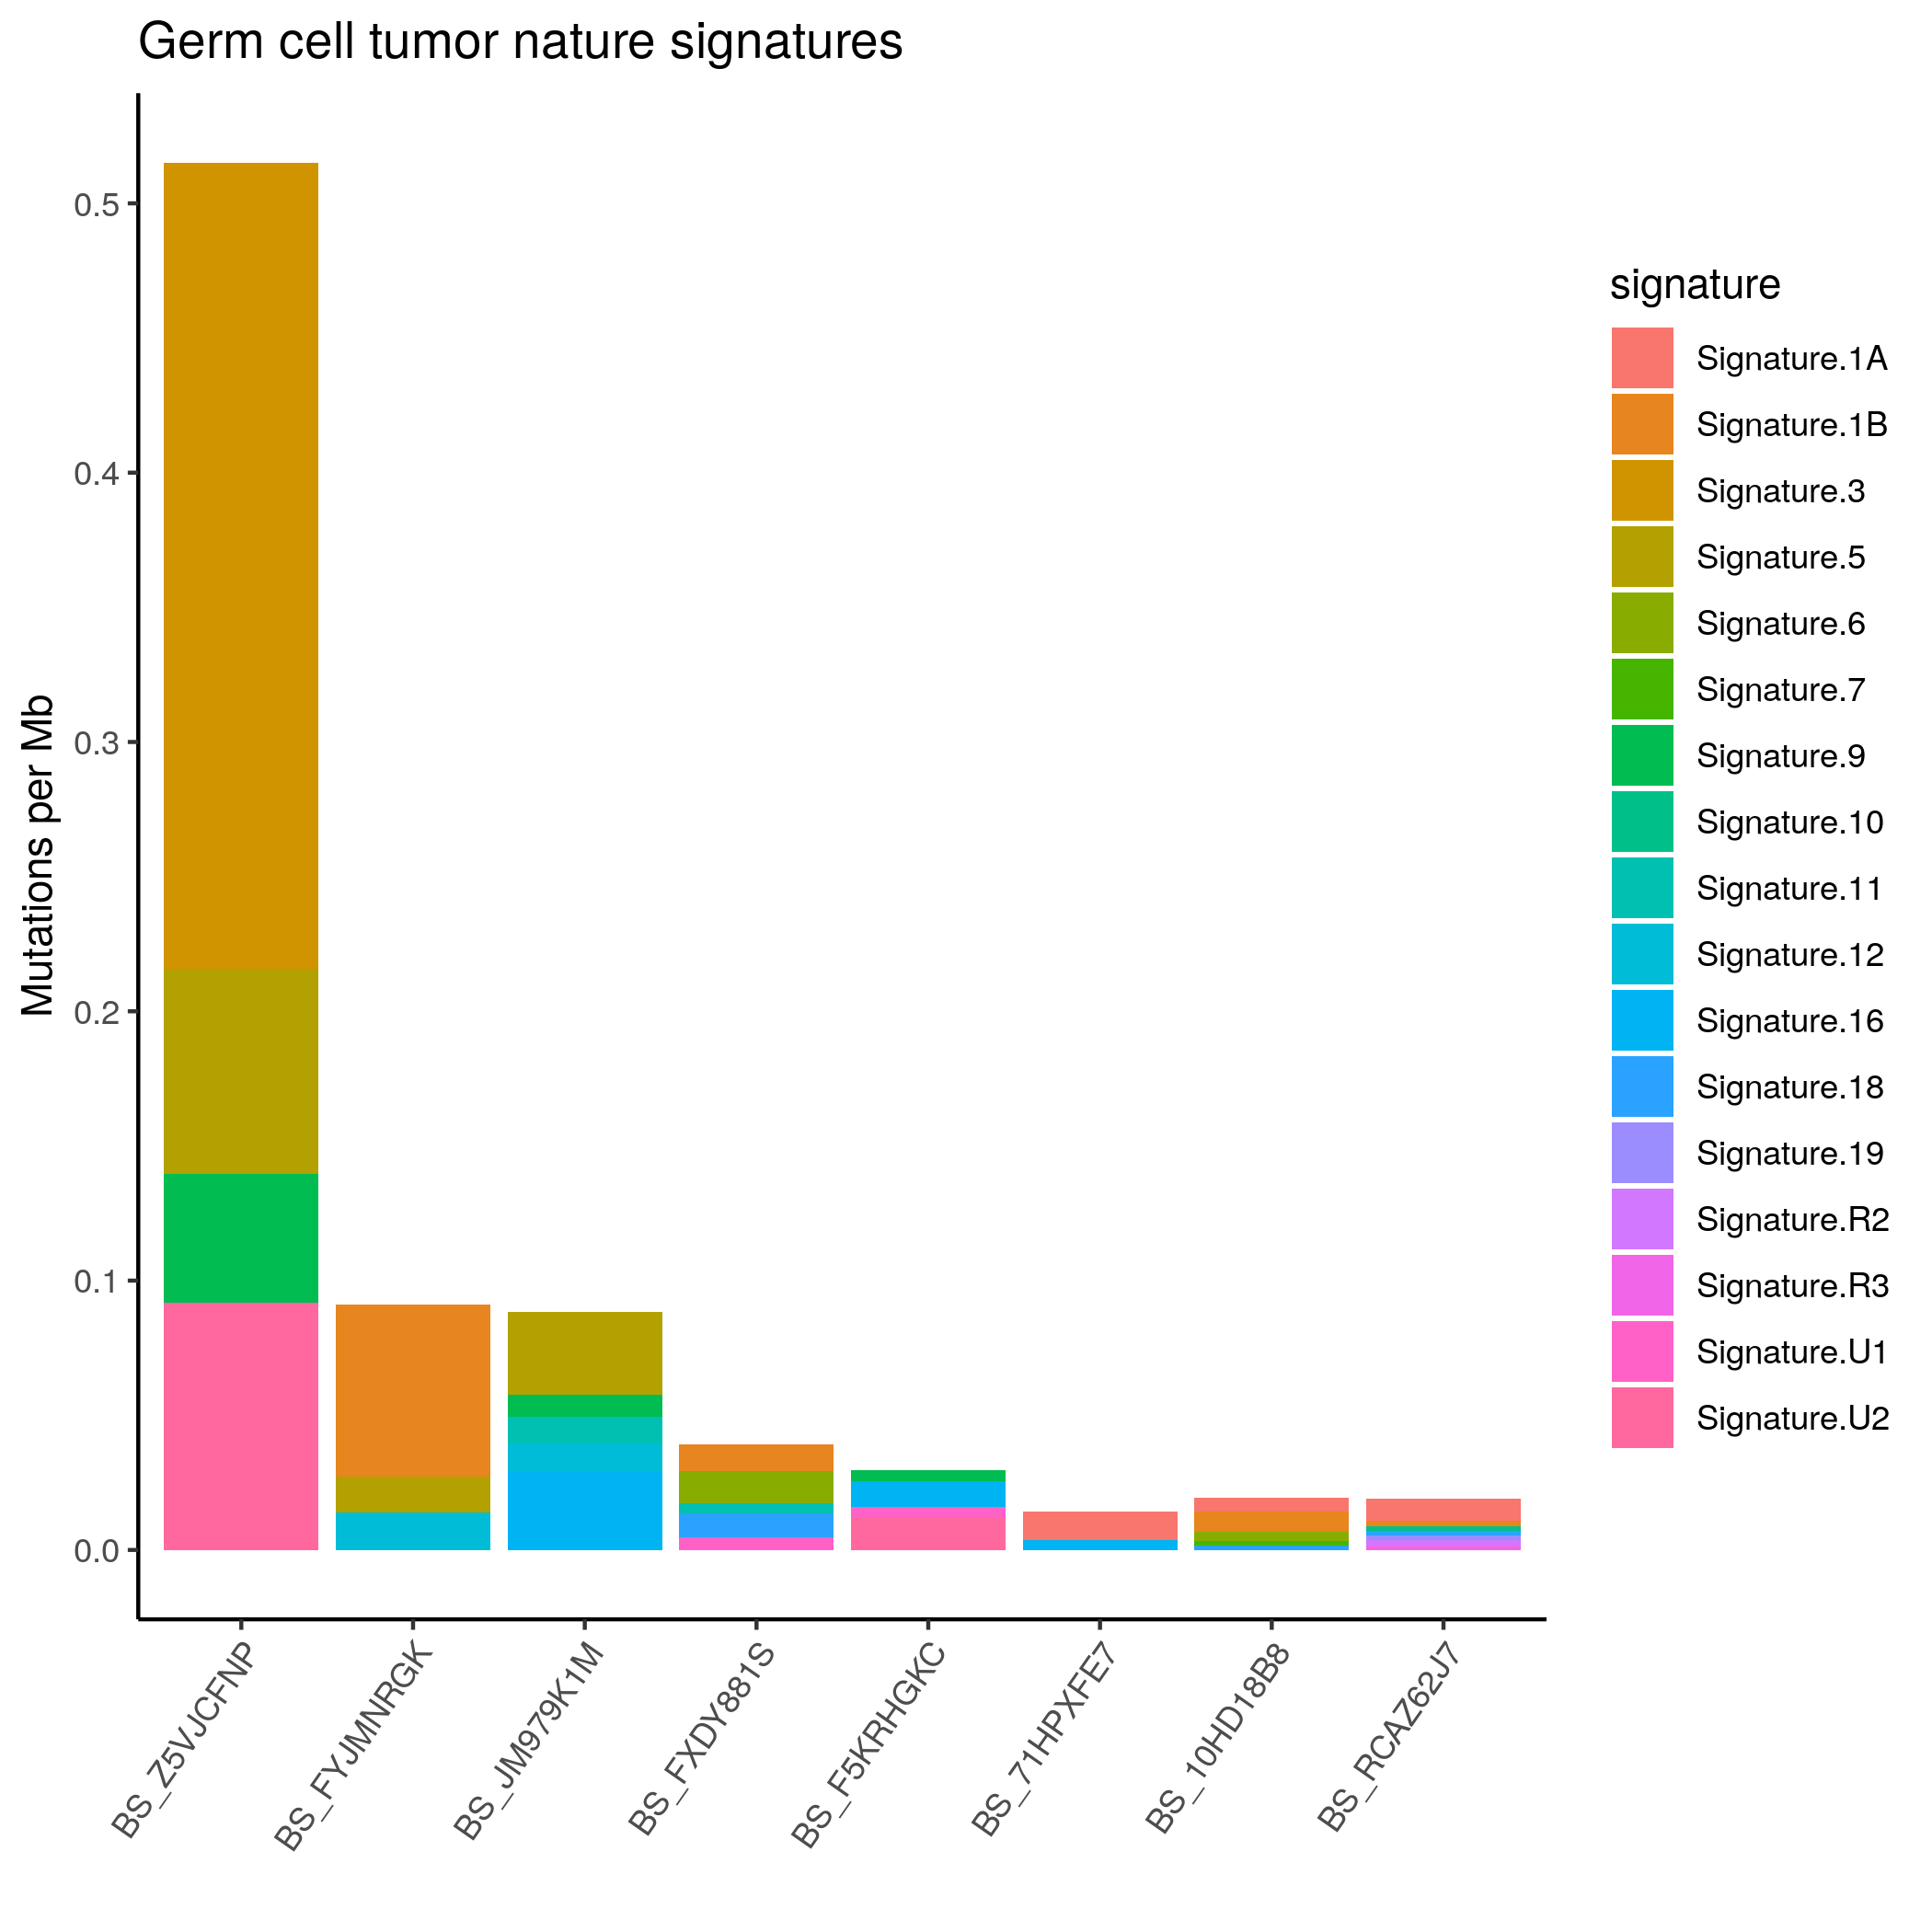 Germ cell tumor nature signatures
Mutations per Mb
0.5
0.4
0.3
0.2
0.1
0.0
BS_Z5VJCFNP
BS_FYJMNRGK
BS_JM979K1M
BS_FXDY881S
BS_F5KRHGKC
BS_71HPXFE7
BS_10HD18B8
BS_RCAZ62J7
signature
Signature.1A
Signature.1B
Signature.3
Signature.5
Signature.6
Signature.7
Signature.9
Signature.10
Signature.11
Signature.12
Signature.16
Signature.18
Signature.19
Signature.R2
Signature.R3
Signature.U1
Signature.U2